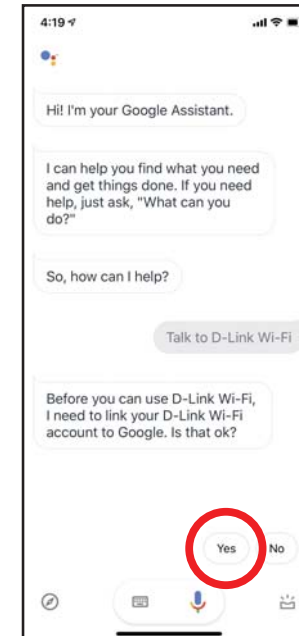 4:19
Hi! I'm your Google Assistant.
I can help you find what you need
and get things done. If you need
help, just ask, "What can you
do?"
So, how can I help?
Talk to D-Link Wi-Fi
Before you can use D-Link Wi-Fi,
I need to link your D-Link Wi-Fi
account to Google. Is that ok?
Yes No